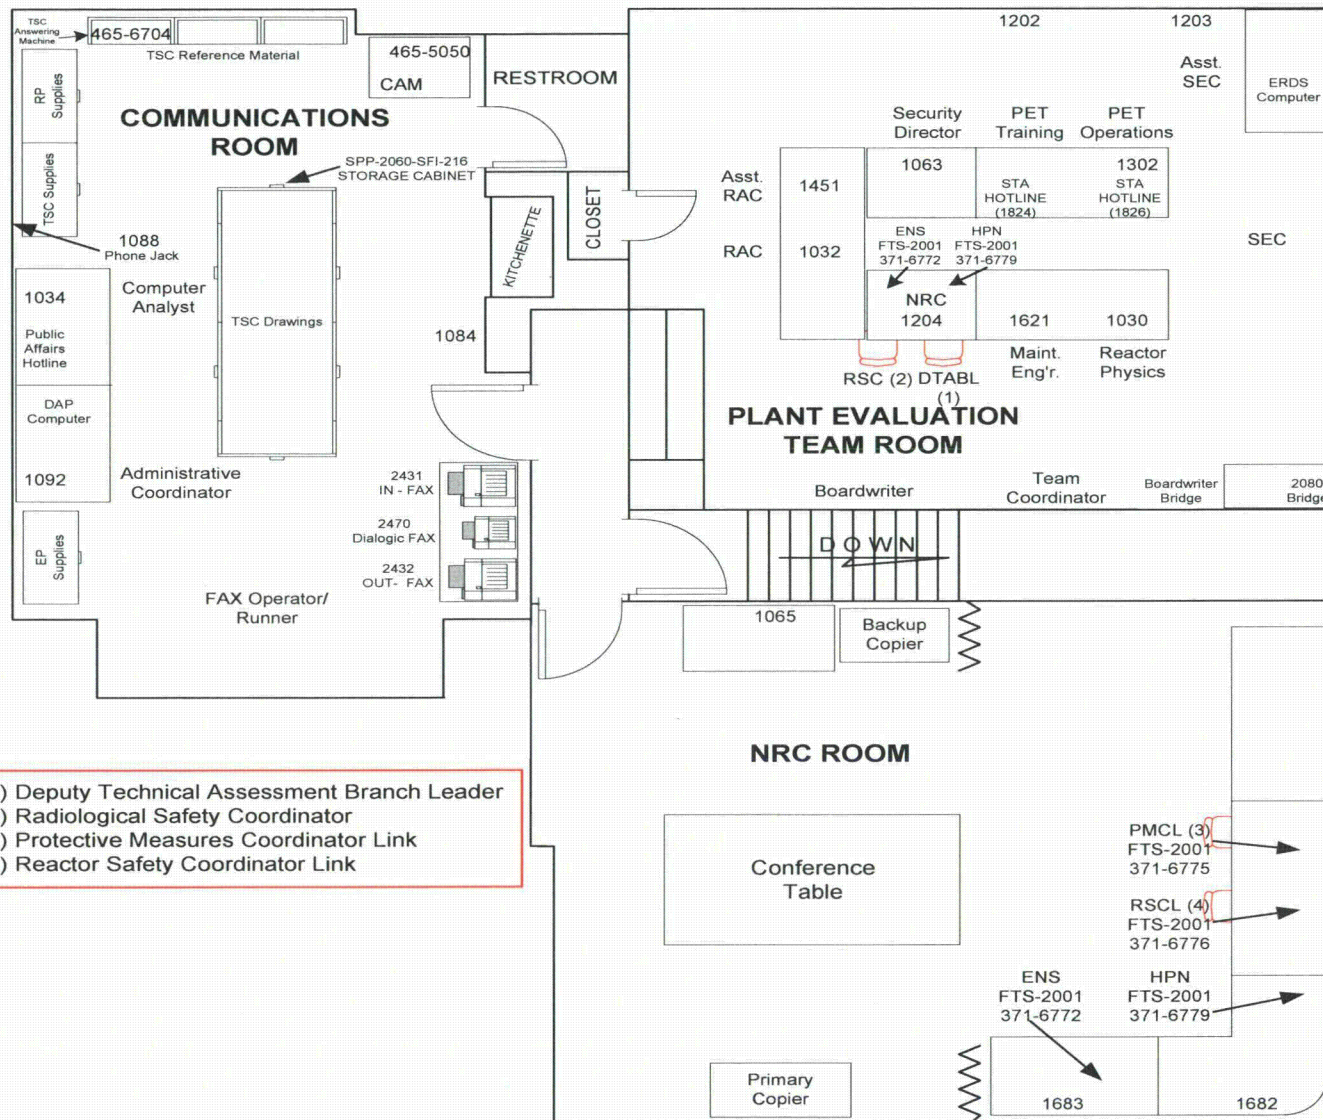 TSC
Answering
Machine
465-6704
TSC Reference Material
465-5050
CAM
RESTROOM
RP
Supplies
TSC Supplies
COMMUNICATIONS
ROOM
SPP-2060-SFI-216
STORAGE CABINET
1088
Phone Jack
KITCHENETTE
CLOSET
1034
Public
Affairs
Hotline
Computer
Analyst
TSC Drawings
1084
DAP
Computer
1092
Administrative
Coordinator
2431
IN - FAX
2470
Dialogic FAX
2432
OUT- FAX
EP
Supplies
FAX Operator/
Runner
1202
1203
Asst.
SEC
ERDS
Computer
Security
Director
PET
Training
PET
Operations
Asst.
RAC
1451
1063
1302
STA
HOTLINE
(1824)
STA
HOTLINE
(1826)
RAC
1032
ENS
FTS-2001
371-6772
HPN
FTS-2001
371-6779
SEC
NRC
1204
1621
1030
Maint.
Eng'r.
Reactor
Physics
RSC (2)
DTABL
(1)
PLANT EVALUATION
TEAM ROOM
Boardwriter
Team
Coordinator
Boardwriter
Bridge
2080
Bridge
DOWN
1065
Backup
Copier
NRC ROOM
) Deputy Technical Assessment Branch Leader
) Radiological Safety Coordinator
) Protective Measures Coordinator Link
) Reactor Safety Coordinator Link
Conference
Table
PMCL (3)
FTS-2001
371-6775
RSCL (4)
FTS-2001
371-6776
ENS
FTS-2001
371-6772
HPN
FTS-2001
371-6779
Primary
Copier
1683
1682